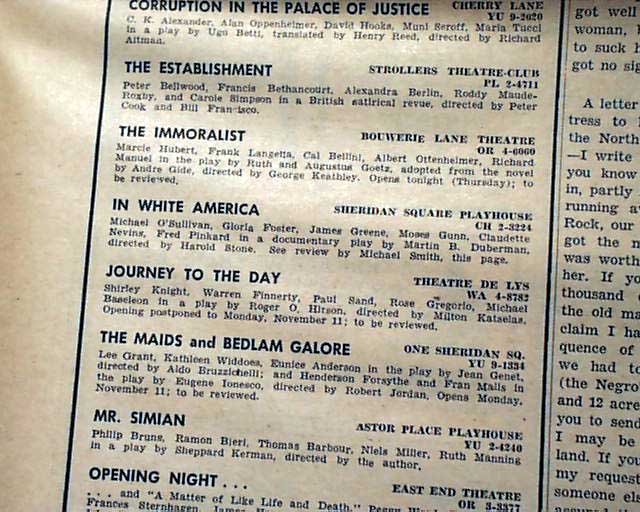 CORRUPTION IN THE PALACE OF JUSTICE CHERRY LANE
YU 9-2020
C. K. Alexander, Alan Oppenheimer, David Hooks, Muni Seroff, Maria Tucci
in a play by Ugo Betti, translated by Henry Reed, directed by Richard
Altman.
THE ESTABLISHMENT STROLLERS THEATRE-CLUB
PL 2-4711
Peter Bellwood, Francis Bethancourt, Alexandra Berlin, Roddy Maude-
Roxby, and Carole Simpson in a British satirical revue, directed by Peter
Cook and Bill Francisco.
THE IMMORALIST BOUWERIE LANE THEATRE
OR 4-6060
Marcie Hubert, Frank Langella, Cal Bellini, Albert Ottenheimer, Richard
Manuel in the play by Ruth and Augustus Goetz, adopted from the novel
by Andre Gide, directed by George Keathley. Opens tonight (Thursday); to
be reviewed.
IN WHITE AMERICA SHERIDAN SQUARE PLAYHOUSE
CH 2-3224
Michael O'Sullivan, Gloria Foster, James Greene, Moses Gunn, Claudette
Nevins, Fred Pinkard in a documentary play by Martin B. Duberman,
directed by Harold Stone. See review by Michael Smith, this page.
JOURNEY TO THE DAY THEATRE DE LYS
WA 4-8782
Shirley Knight, Warren Finnerty, Paul Sand, Rose Gregorio, Michael
Baseleon in a play by Roger O. Hirson, directed by Milton Katselas.
Opening postponed to Monday, November 11; to be reviewed.
THE MAIDS and BEDLAM GALORE ONE SHERIDAN SQ.
YU 9-1334
Lee Grant, Kathleen Widdoes, Eunice Anderson in the play by Jean Genet,
directed by Aldo Bruzzichelli; and Henderson Forsythe and Fran Malis in
the play by Eugene Ionesco, directed by Robert Jordan. Opens Monday,
November 11; to be reviewed.
MR. SIMIAN ASTOR PLACE PLAYHOUSE
YU 2-4240
Philip Bruns, Ramon Bieri, Thomas Barbour, Niels Miller, Ruth Manning
in a play by Sheppard Kerman, directed by the author.
OPENING NIGHT . . . EAST END THEATRE
OR 3-3377
. . . and "A Matter of Like Life and Death."
Frances Sternhagen, James
got well
woman,
to suck
got no sig
A letter
tress to
the North
—I write
you know
in, partly
running a
Rock, our
got the
was worth
her. If yo
thousand
the old ma
claim I ha
quence of
we had to
(the Negro
and 12 acre
you to send
I may be
land. If you
my request
someone els